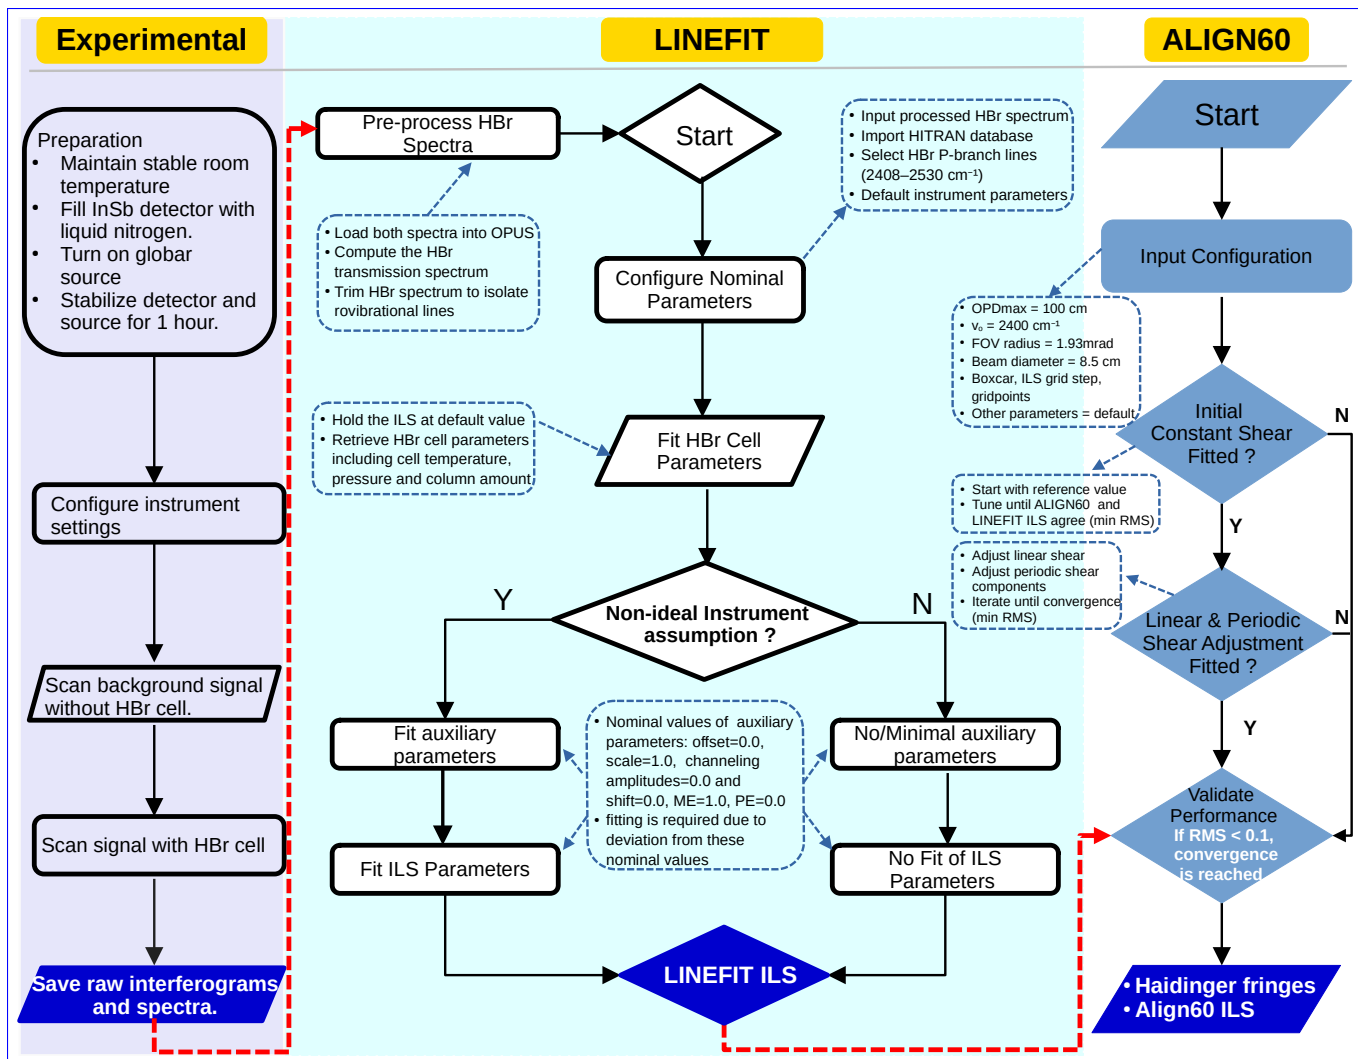 Experimental
Preparation
• Maintain stable room
temperature
• Fill InSb detector with
liquid nitrogen.
• Turn on globar
source
• Stabilize detector and
source for 1 hour.
Configure instrument
settings
Scan background signal
without HBr cell.
Scan signal with HBr cell
Save raw interferograms
and spectra.
LINEFIT
Pre-process HBr
Spectra
Start
• Input processed HBr spectrum
• Import HITRAN database
• Select HBr P-branch lines
(2408–2530 cm⁻¹)
• Default instrument parameters
• Load both spectra into OPUS
• Compute the HBr
transmission spectrum
• Trim HBr spectrum to isolate
rovibrational lines
Configure Nominal
Parameters
• Hold the ILS at default value
• Retrieve HBr cell parameters
including cell temperature,
pressure and column amount
Fit HBr Cell
Parameters
Non-ideal Instrument
assumption ?
Y
N
Fit auxiliary
parameters
• Nominal values of auxiliary
parameters: offset=0.0,
scale=1.0, channeling
amplitudes=0.0 and
shift=0.0, ME=1.0, PE=0.0
• fitting is required due to
deviation from these
nominal values
No/Minimal auxiliary
parameters
Fit ILS Parameters
No Fit of ILS
Parameters
LINEFIT ILS
ALIGN60
Start
Input Configuration
• OPDmax = 100 cm
• vₒ = 2400 cm⁻¹
• FOV radius = 1.93mrad
• Beam diameter = 8.5 cm
• Boxcar, ILS grid step,
gridpoints
• Other parameters = default
Initial
Constant Shear
Fitted ?
N
• Start with reference value
• Tune until ALIGN60 and
LINEFIT ILS agree (min RMS)
Y
• Adjust linear shear
• Adjust periodic shear
components
• Iterate until convergence
(min RMS)
Linear & Periodic
Shear Adjustment
Fitted ?
N
Y
Validate
Performance
If RMS < 0.1,
convergence
is reached
• Haidinger fringes
• Align60 ILS